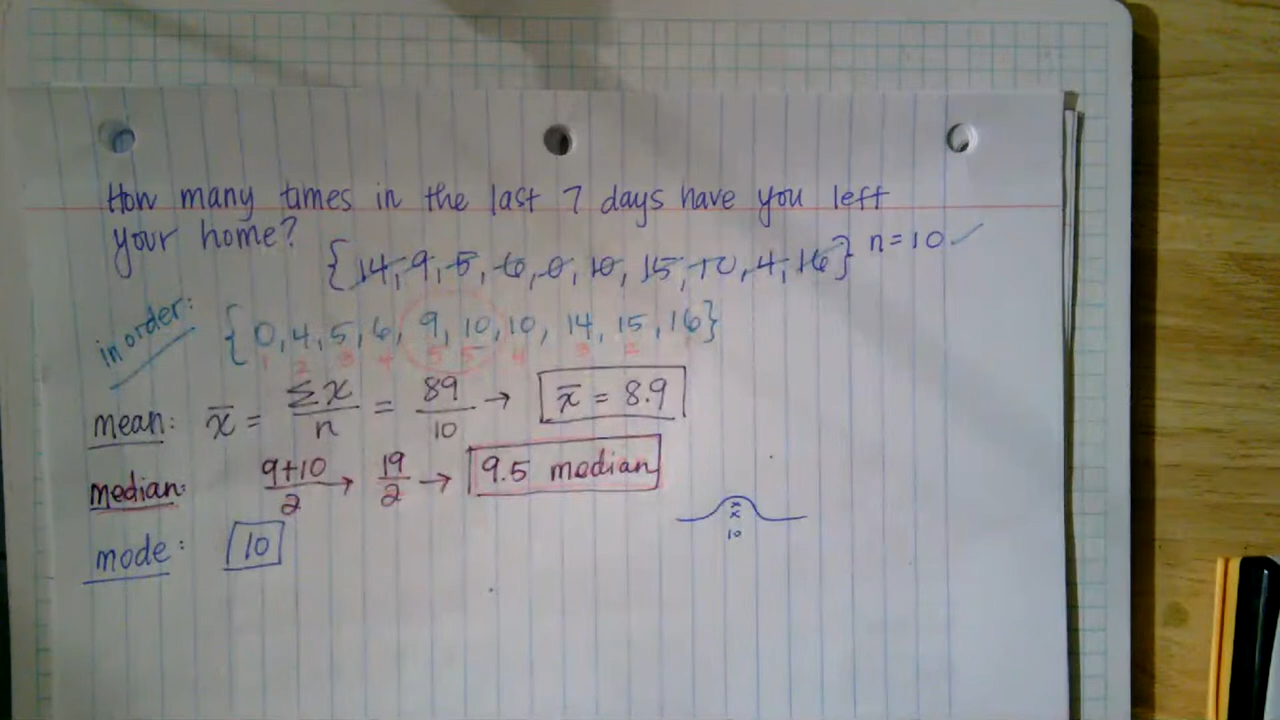 How many times in the last 7 days have you left
your home?
{14, 9, 5, 6, 0, 10, 15, 10, 4, 16} n=10 ✓
in order: {0, 4, 5, 6, 9, 10, 10, 14, 15, 16}
1 2 3 4 5 5 4 3 2 1
mean: x̄ = Σx/n = 89/10 → x̄ = 8.9
median: 9+10/2 → 19/2 → 9.5 median
x
x
10
mode: 10